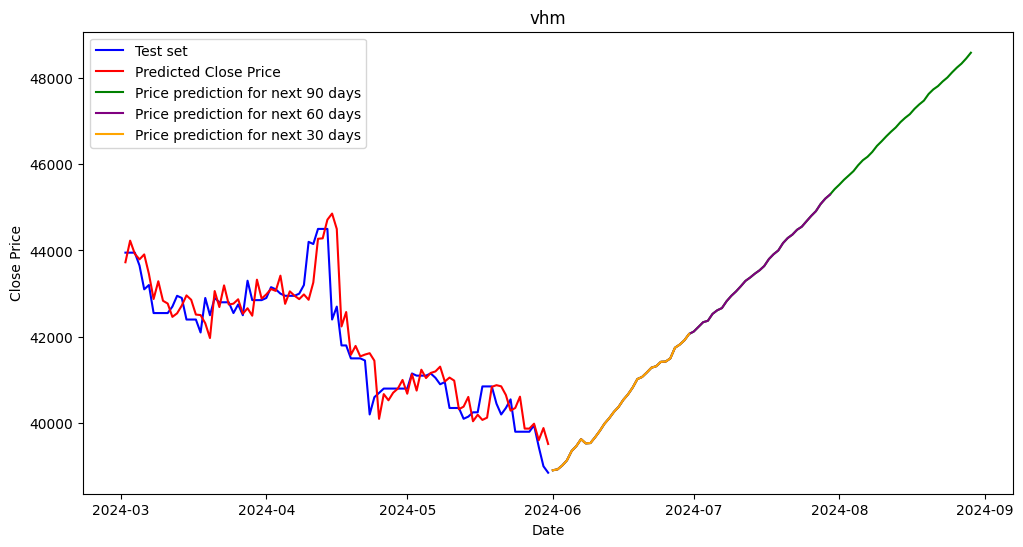 vhm
Test set
Predicted Close Price
Price prediction for next 90 days
Price prediction for next 60 days
Price prediction for next 30 days
Close Price
48000
46000
44000
42000
40000
2024-03
2024-04
2024-05
2024-06
2024-07
2024-08
2024-09
Date